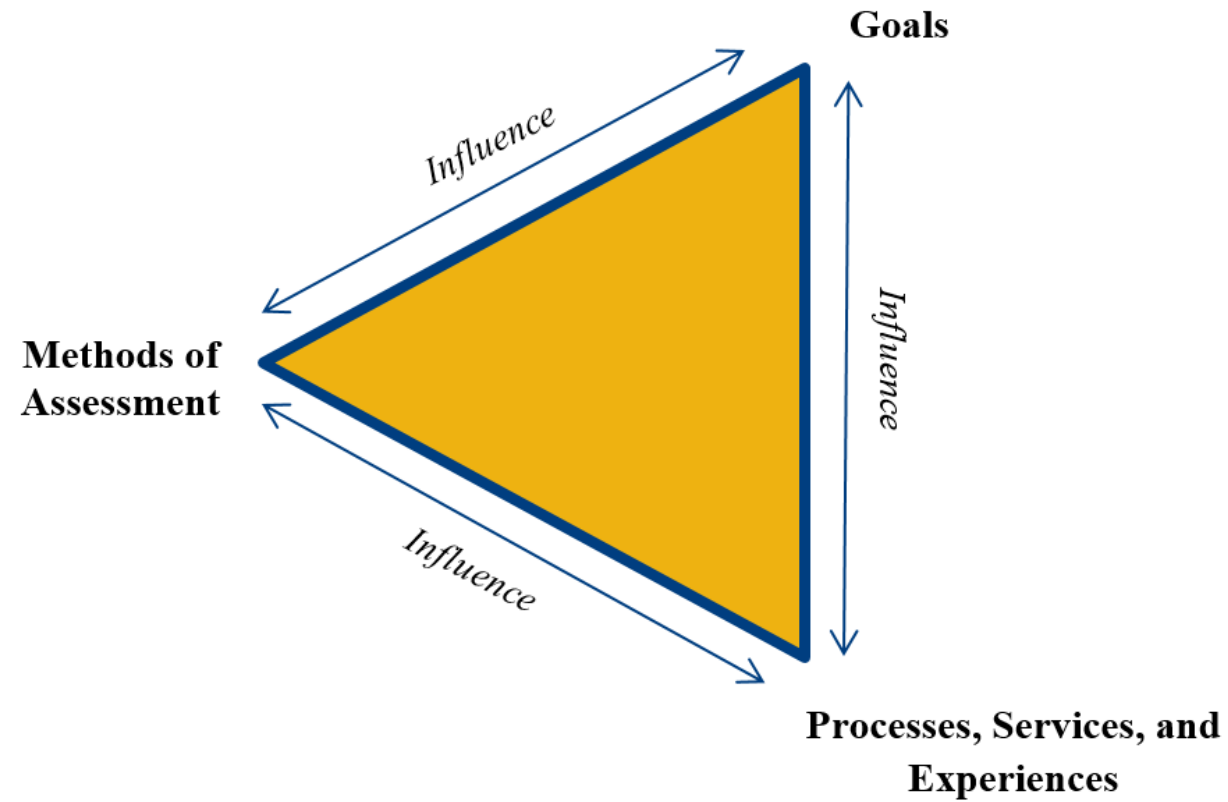 Goals
Influence
Influence
Methods of
Assessment
Influence
Processes, Services, and
Experiences